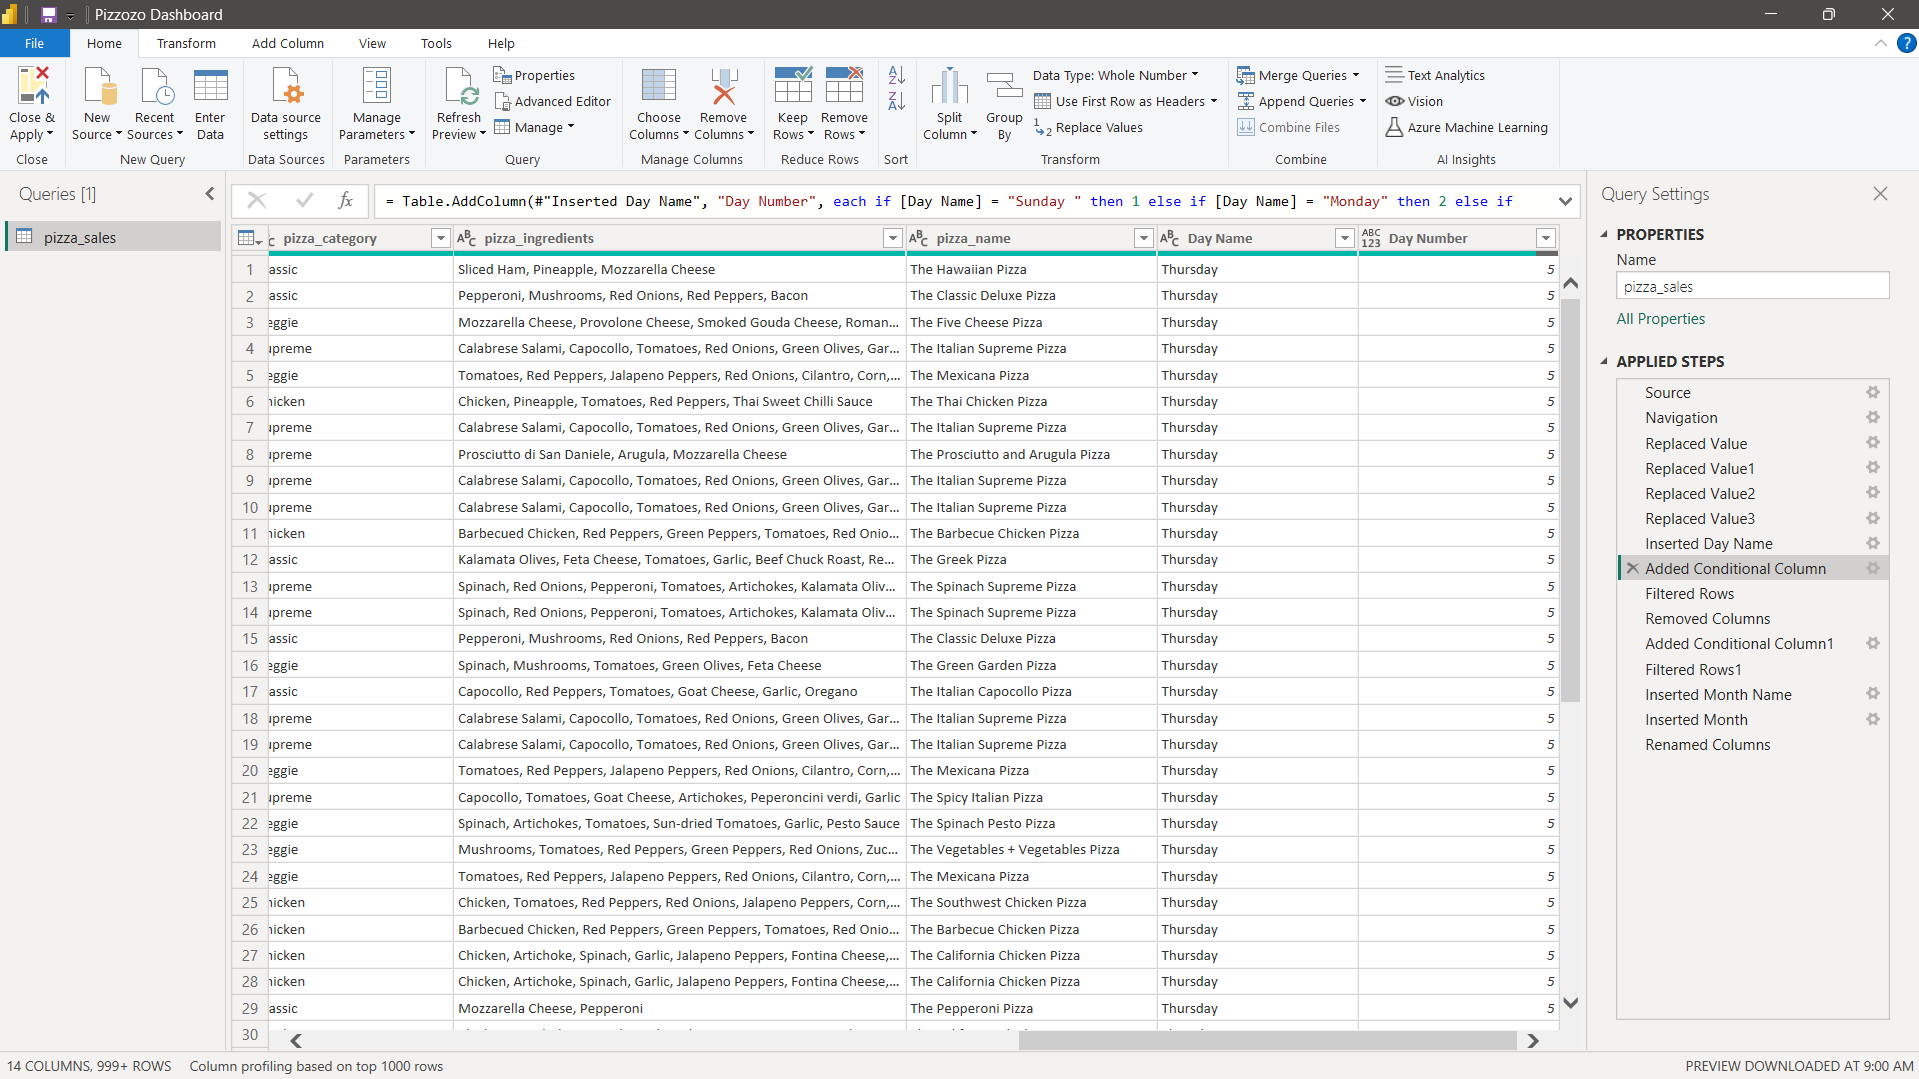 Pizzozo Dashboard
File Home Transform Add Column View Tools Help
Close & Apply
Close
New Source
Recent Sources
Enter Data
New Query
Data source settings
Data Sources
Manage Parameters
Parameters
Refresh Preview
Properties
Advanced Editor
Manage
Query
Choose Columns
Remove Columns
Manage Columns
Keep Rows
Remove Rows
Reduce Rows
Sort
Split Column
Group By
Data Type: Whole Number
Use First Row as Headers
Replace Values
Transform
Merge Queries
Append Queries
Combine Files
Combine
Text Analytics
Vision
Azure Machine Learning
AI Insights
Queries [1]
pizza_sales
fx
= Table.AddColumn(#"Inserted Day Name", "Day Number", each if [Day Name] = "Sunday " then 1 else if [Day Name] = "Monday" then 2 else if
pizza_category ABC pizza_ingredients ABC pizza_name ABC Day Name ABC 123 Day Number
1 assic Sliced Ham, Pineapple, Mozzarella Cheese The Hawaiian Pizza Thursday 5
2 assic Pepperoni, Mushrooms, Red Onions, Red Peppers, Bacon The Classic Deluxe Pizza Thursday 5
3 eggie Mozzarella Cheese, Provolone Cheese, Smoked Gouda Cheese, Roman... The Five Cheese Pizza Thursday 5
4 upreme Calabrese Salami, Capocollo, Tomatoes, Red Onions, Green Olives, Gar... The Italian Supreme Pizza Thursday 5
5 eggie Tomatoes, Red Peppers, Jalapeno Peppers, Red Onions, Cilantro, Corn,... The Mexicana Pizza Thursday 5
6 hicken Chicken, Pineapple, Tomatoes, Red Peppers, Thai Sweet Chilli Sauce The Thai Chicken Pizza Thursday 5
7 upreme Calabrese Salami, Capocollo, Tomatoes, Red Onions, Green Olives, Gar... The Italian Supreme Pizza Thursday 5
8 upreme Prosciutto di San Daniele, Arugula, Mozzarella Cheese The Prosciutto and Arugula Pizza Thursday 5
9 upreme Calabrese Salami, Capocollo, Tomatoes, Red Onions, Green Olives, Gar... The Italian Supreme Pizza Thursday 5
10 upreme Calabrese Salami, Capocollo, Tomatoes, Red Onions, Green Olives, Gar... The Italian Supreme Pizza Thursday 5
11 hicken Barbecued Chicken, Red Peppers, Green Peppers, Tomatoes, Red Onio... The Barbecue Chicken Pizza Thursday 5
12 assic Kalamata Olives, Feta Cheese, Tomatoes, Garlic, Beef Chuck Roast, Re... The Greek Pizza Thursday 5
13 upreme Spinach, Red Onions, Pepperoni, Tomatoes, Artichokes, Kalamata Oliv... The Spinach Supreme Pizza Thursday 5
14 upreme Spinach, Red Onions, Pepperoni, Tomatoes, Artichokes, Kalamata Oliv... The Spinach Supreme Pizza Thursday 5
15 assic Pepperoni, Mushrooms, Red Onions, Red Peppers, Bacon The Classic Deluxe Pizza Thursday 5
16 eggie Spinach, Mushrooms, Tomatoes, Green Olives, Feta Cheese The Green Garden Pizza Thursday 5
17 assic Capocollo, Red Peppers, Tomatoes, Goat Cheese, Garlic, Oregano The Italian Capocollo Pizza Thursday 5
18 upreme Calabrese Salami, Capocollo, Tomatoes, Red Onions, Green Olives, Gar... The Italian Supreme Pizza Thursday 5
19 upreme Calabrese Salami, Capocollo, Tomatoes, Red Onions, Green Olives, Gar... The Italian Supreme Pizza Thursday 5
20 eggie Tomatoes, Red Peppers, Jalapeno Peppers, Red Onions, Cilantro, Corn,... The Mexicana Pizza Thursday 5
21 upreme Capocollo, Tomatoes, Goat Cheese, Artichokes, Peperoncini verdi, Garlic The Spicy Italian Pizza Thursday 5
22 eggie Spinach, Artichokes, Tomatoes, Sun-dried Tomatoes, Garlic, Pesto Sauce The Spinach Pesto Pizza Thursday 5
23 eggie Mushrooms, Tomatoes, Red Peppers, Green Peppers, Red Onions, Zuc... The Vegetables + Vegetables Pizza Thursday 5
24 eggie Tomatoes, Red Peppers, Jalapeno Peppers, Red Onions, Cilantro, Corn,... The Mexicana Pizza Thursday 5
25 hicken Chicken, Tomatoes, Red Peppers, Red Onions, Jalapeno Peppers, Corn,... The Southwest Chicken Pizza Thursday 5
26 hicken Barbecued Chicken, Red Peppers, Green Peppers, Tomatoes, Red Onio... The Barbecue Chicken Pizza Thursday 5
27 hicken Chicken, Artichoke, Spinach, Garlic, Jalapeno Peppers, Fontina Cheese,... The California Chicken Pizza Thursday 5
28 hicken Chicken, Artichoke, Spinach, Garlic, Jalapeno Peppers, Fontina Cheese,... The California Chicken Pizza Thursday 5
29 assic Mozzarella Cheese, Pepperoni The Pepperoni Pizza Thursday 5
30
Query Settings
PROPERTIES
Name
pizza_sales
All Properties
APPLIED STEPS
Source
Navigation
Replaced Value
Replaced Value1
Replaced Value2
Replaced Value3
Inserted Day Name
Added Conditional Column
Filtered Rows
Removed Columns
Added Conditional Column1
Filtered Rows1
Inserted Month Name
Inserted Month
Renamed Columns
14 COLUMNS, 999+ ROWS Column profiling based on top 1000 rows
PREVIEW DOWNLOADED AT 9:00 AM